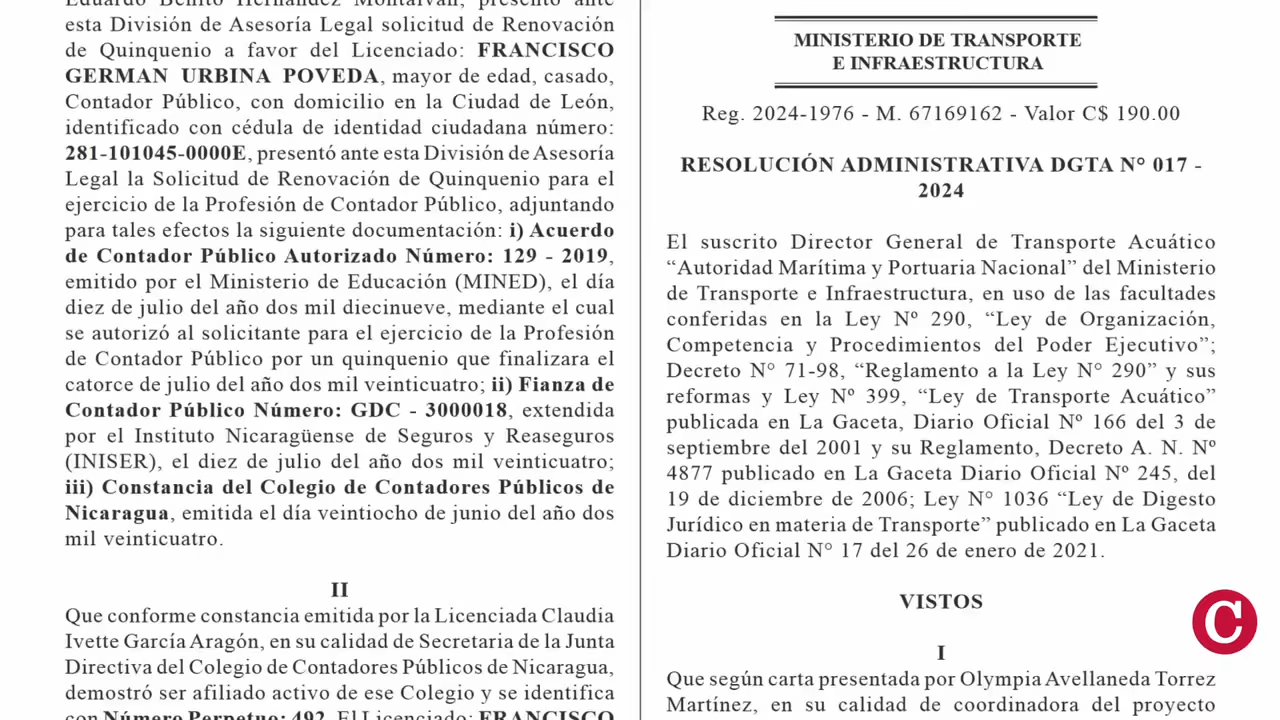 Eduardo Benito Hernández Montalván, presentó ante
esta División de Asesoría Legal solicitud de Renovación
de Quinquenio a favor del Licenciado: FRANCISCO
GERMAN URBINA POVEDA, mayor de edad, casado,
Contador Público, con domicilio en la Ciudad de León,
identificado con cédula de identidad ciudadana número:
281-101045-0000E, presentó ante esta División de Asesoría
Legal la Solicitud de Renovación de Quinquenio para el
ejercicio de la Profesión de Contador Público, adjuntando
para tales efectos la siguiente documentación: i) Acuerdo
de Contador Público Autorizado Número: 129 - 2019,
emitido por el Ministerio de Educación (MINED), el día
diez de julio del año dos mil diecinueve, mediante el cual
se autorizó al solicitante para el ejercicio de la Profesión
de Contador Público por un quinquenio que finalizara el
catorce de julio del año dos mil veinticuatro; ii) Fianza de
Contador Público Número: GDC - 3000018, extendida
por el Instituto Nicaragüense de Seguros y Reaseguros
(INISER), el diez de julio del año dos mil veinticuatro;
iii) Constancia del Colegio de Contadores Públicos de
Nicaragua, emitida el día veintiocho de junio del año dos
mil veinticuatro.
II
Que conforme constancia emitida por la Licenciada Claudia
Ivette García Aragón, en su calidad de Secretaria de la Junta
Directiva del Colegio de Contadores Públicos de Nicaragua,
demostró ser afiliado activo de ese Colegio y se identifica
con Número Perpetuo: 492. El Licenciado: FRANCISCO
MINISTERIO DE TRANSPORTE
E INFRAESTRUCTURA
Reg. 2024-1976 - M. 67169162 - Valor C$ 190.00
RESOLUCIÓN ADMINISTRATIVA DGTA N° 017 -
2024
El suscrito Director General de Transporte Acuático
“Autoridad Marítima y Portuaria Nacional” del Ministerio
de Transporte e Infraestructura, en uso de las facultades
conferidas en la Ley Nº 290, “Ley de Organización,
Competencia y Procedimientos del Poder Ejecutivo”;
Decreto N° 71-98, “Reglamento a la Ley N° 290” y sus
reformas y Ley Nº 399, “Ley de Transporte Acuático”
publicada en La Gaceta, Diario Oficial Nº 166 del 3 de
septiembre del 2001 y su Reglamento, Decreto A. N. Nº
4877 publicado en La Gaceta Diario Oficial Nº 245, del
19 de diciembre de 2006; Ley N° 1036 “Ley de Digesto
Jurídico en materia de Transporte” publicado en La Gaceta
Diario Oficial N° 17 del 26 de enero de 2021.
VISTOS
I
Que según carta presentada por Olympia Avellaneda Torrez
Martínez, en su calidad de coordinadora del proyecto
C